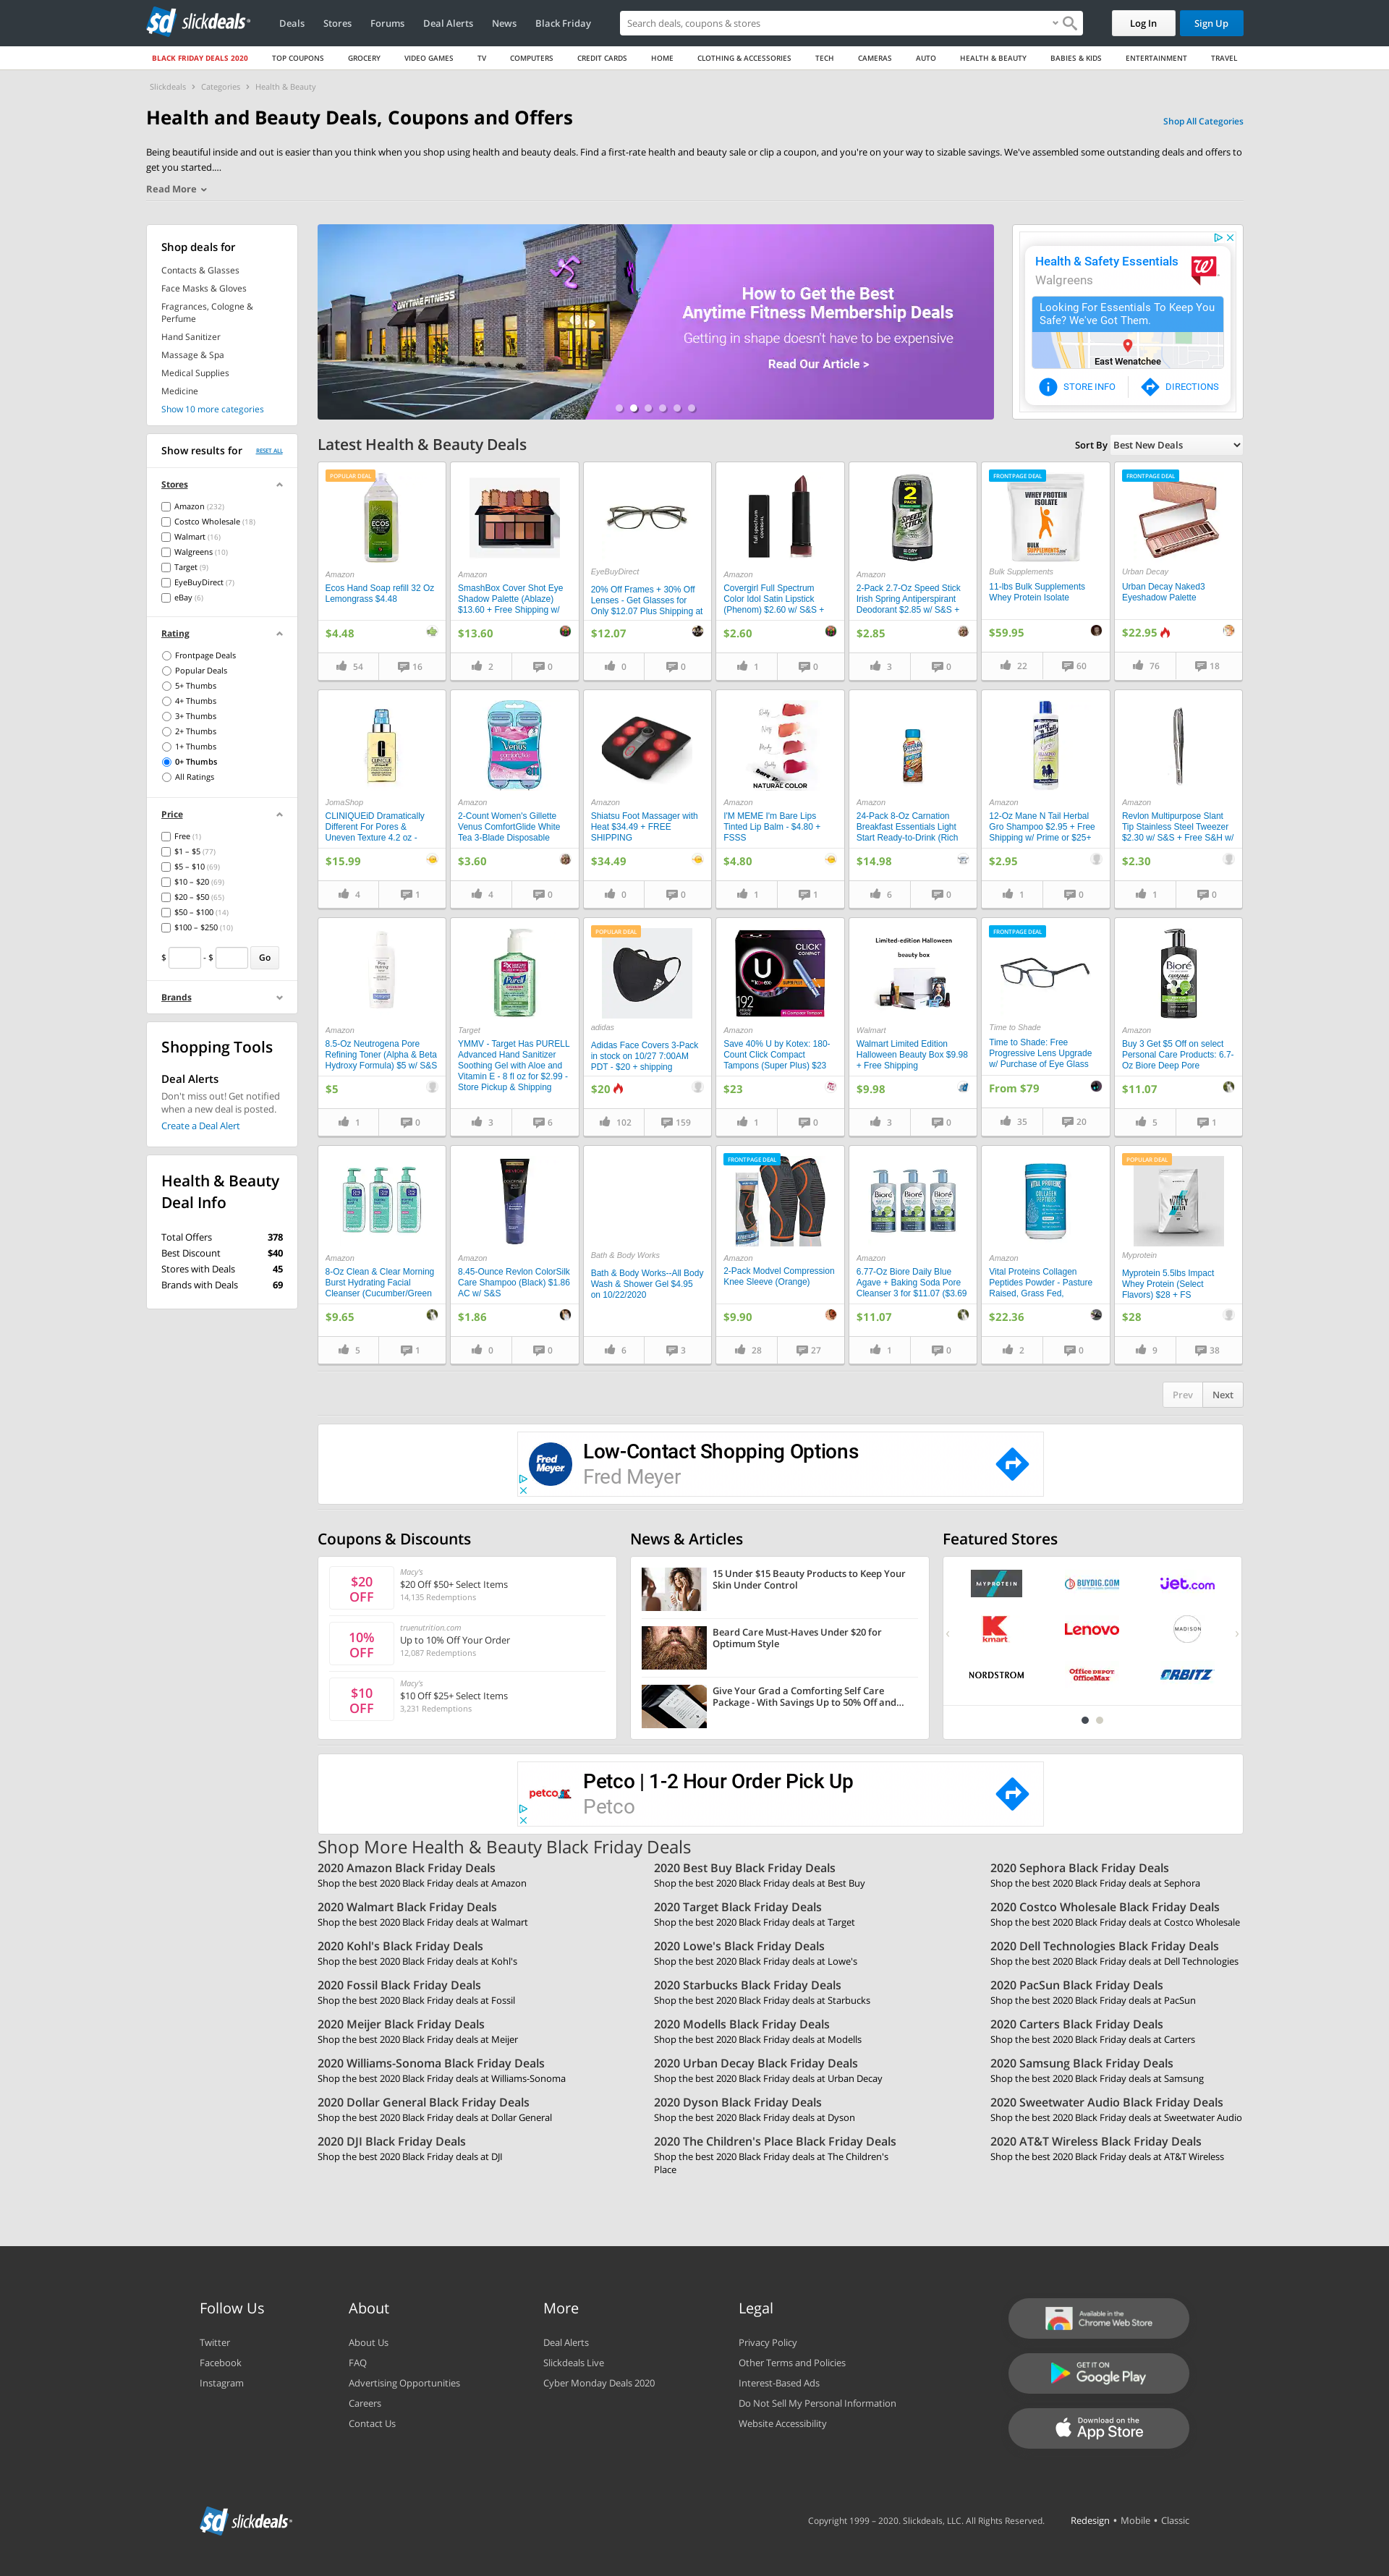 sd slickdeals
Deals Stores Forums Deal Alerts News Black Friday
Search deals, coupons & stores
Log In Sign Up
BLACK FRIDAY DEALS 2020 TOP COUPONS GROCERY VIDEO GAMES TV COMPUTERS CREDIT CARDS HOME CLOTHING & ACCESSORIES TECH CAMERAS AUTO HEALTH & BEAUTY BABIES & KIDS ENTERTAINMENT TRAVEL
Slickdeals > Categories > Health & Beauty
Health and Beauty Deals, Coupons and Offers
Shop All Categories
Being beautiful inside and out is easier than you think when you shop using health and beauty deals. Find a first-rate health and beauty sale or clip a coupon, and you're on your way to sizable savings. We've assembled some outstanding deals and offers to
get you started....
Read More
Shop deals for
Contacts & Glasses
Face Masks & Gloves
Fragrances, Cologne &
Perfume
Hand Sanitizer
Massage & Spa
Medical Supplies
Medicine
Show 10 more categories
Show results for RESET ALL
Stores
Amazon (232)
Costco Wholesale (18)
Walmart (16)
Walgreens (10)
Target (9)
EyeBuyDirect (7)
eBay (6)
Rating
Frontpage Deals
Popular Deals
5+ Thumbs
4+ Thumbs
3+ Thumbs
2+ Thumbs
1+ Thumbs
0+ Thumbs
All Ratings
Price
Free (1)
$1 – $5 (77)
$5 – $10 (69)
$10 – $20 (69)
$20 – $50 (65)
$50 – $100 (14)
$100 – $250 (10)
$ - $ Go
Brands
Shopping Tools
Deal Alerts
Don't miss out! Get notified
when a new deal is posted.
Create a Deal Alert
Health & Beauty
Deal Info
Total Offers 378
Best Discount $40
Stores with Deals 45
Brands with Deals 69
ANYTIME FITNESS
How to Get the Best
Anytime Fitness Membership Deals
Getting in shape doesn't have to be expensive
Read Our Article >
Health & Safety Essentials
Walgreens
Looking For Essentials To Keep You
Safe? We've Got Them.
East Wenatchee
STORE INFO DIRECTIONS
Latest Health & Beauty Deals
Sort By Best New Deals
POPULAR DEAL
ECOS
Amazon
Ecos Hand Soap refill 32 Oz
Lemongrass $4.48
$4.48
54 16
Amazon
SmashBox Cover Shot Eye
Shadow Palette (Ablaze)
$13.60 + Free Shipping w/
$13.60
2 0
EyeBuyDirect
20% Off Frames + 30% Off
Lenses - Get Glasses for
Only $12.07 Plus Shipping at
$12.07
0 0
Amazon
Covergirl Full Spectrum
Color Idol Satin Lipstick
(Phenom) $2.60 w/ S&S +
$2.60
1 0
2 PACK
SPEED STICK
Amazon
2-Pack 2.7-Oz Speed Stick
Irish Spring Antiperspirant
Deodorant $2.85 w/ S&S +
$2.85
3 0
FRONTPAGE DEAL
WHEY PROTEIN
ISOLATE
BULK
SUPPLEMENTS
Bulk Supplements
11-lbs Bulk Supplements
Whey Protein Isolate
$59.95
22 60
FRONTPAGE DEAL
Urban Decay
Urban Decay Naked3
Eyeshadow Palette
$22.95
76 18
CLINIQUE
JomaShop
CLINIQUEiD Dramatically
Different For Pores &
Uneven Texture 4.2 oz -
$15.99
4 1
Venus
Amazon
2-Count Women's Gillette
Venus ComfortGlide White
Tea 3-Blade Disposable
$3.60
4 0
Amazon
Shiatsu Foot Massager with
Heat $34.49 + FREE
SHIPPING
$34.49
0 0
NATURAL COLOR
Amazon
I'M MEME I'm Bare Lips
Tinted Lip Balm - $4.80 +
FSSS
$4.80
1 1
Amazon
24-Pack 8-Oz Carnation
Breakfast Essentials Light
Start Ready-to-Drink (Rich
$14.98
6 0
Amazon
12-Oz Mane N Tail Herbal
Gro Shampoo $2.95 + Free
Shipping w/ Prime or $25+
$2.95
1 0
Amazon
Revlon Multipurpose Slant
Tip Stainless Steel Tweezer
$2.30 w/ S&S + Free S&H w/
$2.30
1 0
Amazon
8.5-Oz Neutrogena Pore
Refining Toner (Alpha & Beta
Hydroxy Formula) $5 w/ S&S
$5
1 0
PURELL
Target
YMMV - Target Has PURELL
Advanced Hand Sanitizer
Soothing Gel with Aloe and
Vitamin E - 8 fl oz for $2.99 -
Store Pickup & Shipping
3 6
POPULAR DEAL
adidas
adidas
Adidas Face Covers 3-Pack
in stock on 10/27 7:00AM
PDT - $20 + shipping
$20
102 159
CLICK
COMPACT
U
192
Amazon
Save 40% U by Kotex: 180-
Count Click Compact
Tampons (Super Plus) $23
$23
1 0
Limited-edition Halloween
beauty box
Walmart
Walmart Limited Edition
Halloween Beauty Box $9.98
+ Free Shipping
$9.98
3 0
FRONTPAGE DEAL
Time to Shade
Time to Shade: Free
Progressive Lens Upgrade
w/ Purchase of Eye Glass
From $79
35 20
Bioré
Amazon
Buy 3 Get $5 Off on select
Personal Care Products: 6.7-
Oz Biore Deep Pore
$11.07
5 1
Amazon
8-Oz Clean & Clear Morning
Burst Hydrating Facial
Cleanser (Cucumber/Green
$9.65
5 1
Amazon
8.45-Ounce Revlon ColorSilk
Care Shampoo (Black) $1.86
AC w/ S&S
$1.86
0 0
Bath & Body Works
Bath & Body Works--All Body
Wash & Shower Gel $4.95
on 10/22/2020
6 3
FRONTPAGE DEAL
Amazon
2-Pack Modvel Compression
Knee Sleeve (Orange)
$9.90
28 27
Bioré Bioré Bioré
Amazon
6.77-Oz Biore Daily Blue
Agave + Baking Soda Pore
Cleanser 3 for $11.07 ($3.69
$11.07
1 0
VITAL PROTEINS
COLLAGEN
PEPTIDES
Amazon
Vital Proteins Collagen
Peptides Powder - Pasture
Raised, Grass Fed,
$22.36
2 0
POPULAR DEAL
WHEY
PROTEIN
Myprotein
Myprotein 5.5lbs Impact
Whey Protein (Select
Flavors) $28 + FS
$28
9 38
Prev Next
Fred Meyer
Low-Contact Shopping Options
Fred Meyer
Coupons & Discounts
$20
OFF
Macy's
$20 Off $50+ Select Items
14,135 Redemptions
10%
OFF
truenutrition.com
Up to 10% Off Your Order
12,087 Redemptions
$10
OFF
Macy's
$10 Off $25+ Select Items
3,231 Redemptions
News & Articles
15 Under $15 Beauty Products to Keep Your
Skin Under Control
Beard Care Must-Haves Under $20 for
Optimum Style
Give Your Grad a Comforting Self Care
Package - With Savings Up to 50% Off and...
Featured Stores
MYPROTEIN BUYDIG.COM jet.com
kmart Lenovo MADISON
NORDSTROM Office DEPOT OfficeMax ORBITZ
petco
Petco | 1-2 Hour Order Pick Up
Petco
Shop More Health & Beauty Black Friday Deals
2020 Amazon Black Friday Deals
Shop the best 2020 Black Friday deals at Amazon
2020 Best Buy Black Friday Deals
Shop the best 2020 Black Friday deals at Best Buy
2020 Sephora Black Friday Deals
Shop the best 2020 Black Friday deals at Sephora
2020 Walmart Black Friday Deals
Shop the best 2020 Black Friday deals at Walmart
2020 Target Black Friday Deals
Shop the best 2020 Black Friday deals at Target
2020 Costco Wholesale Black Friday Deals
Shop the best 2020 Black Friday deals at Costco Wholesale
2020 Kohl's Black Friday Deals
Shop the best 2020 Black Friday deals at Kohl's
2020 Lowe's Black Friday Deals
Shop the best 2020 Black Friday deals at Lowe's
2020 Dell Technologies Black Friday Deals
Shop the best 2020 Black Friday deals at Dell Technologies
2020 Fossil Black Friday Deals
Shop the best 2020 Black Friday deals at Fossil
2020 Starbucks Black Friday Deals
Shop the best 2020 Black Friday deals at Starbucks
2020 PacSun Black Friday Deals
Shop the best 2020 Black Friday deals at PacSun
2020 Meijer Black Friday Deals
Shop the best 2020 Black Friday deals at Meijer
2020 Modells Black Friday Deals
Shop the best 2020 Black Friday deals at Modells
2020 Carters Black Friday Deals
Shop the best 2020 Black Friday deals at Carters
2020 Williams-Sonoma Black Friday Deals
Shop the best 2020 Black Friday deals at Williams-Sonoma
2020 Urban Decay Black Friday Deals
Shop the best 2020 Black Friday deals at Urban Decay
2020 Samsung Black Friday Deals
Shop the best 2020 Black Friday deals at Samsung
2020 Dollar General Black Friday Deals
Shop the best 2020 Black Friday deals at Dollar General
2020 Dyson Black Friday Deals
Shop the best 2020 Black Friday deals at Dyson
2020 Sweetwater Audio Black Friday Deals
Shop the best 2020 Black Friday deals at Sweetwater Audio
2020 DJI Black Friday Deals
Shop the best 2020 Black Friday deals at DJI
2020 The Children's Place Black Friday Deals
Shop the best 2020 Black Friday deals at The Children's
Place
2020 AT&T Wireless Black Friday Deals
Shop the best 2020 Black Friday deals at AT&T Wireless
Follow Us
Twitter
Facebook
Instagram
About
About Us
FAQ
Advertising Opportunities
Careers
Contact Us
More
Deal Alerts
Slickdeals Live
Cyber Monday Deals 2020
Legal
Privacy Policy
Other Terms and Policies
Interest-Based Ads
Do Not Sell My Personal Information
Website Accessibility
Available in the
Chrome Web Store
GET IT ON
Google Play
Download on the
App Store
sd slickdeals
Copyright 1999 – 2020. Slickdeals, LLC. All Rights Reserved.
Redesign • Mobile • Classic